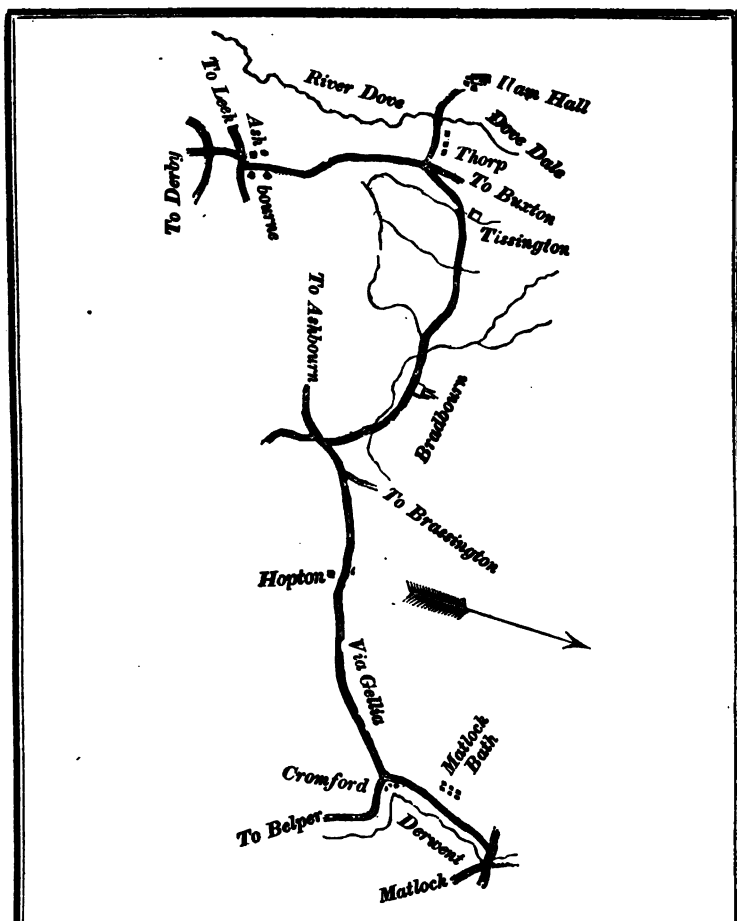 River Dove
Ilam Hall
Dove Dale
To Leek
Ash
bourne
To Derby
Thorp
To Buxton
Tissington
To Ashbourn
Bradbourn
To Brassington
Hopton
Via Gellia
Matlock
Bath
Cromford
To Belper
Derwent
Matlock